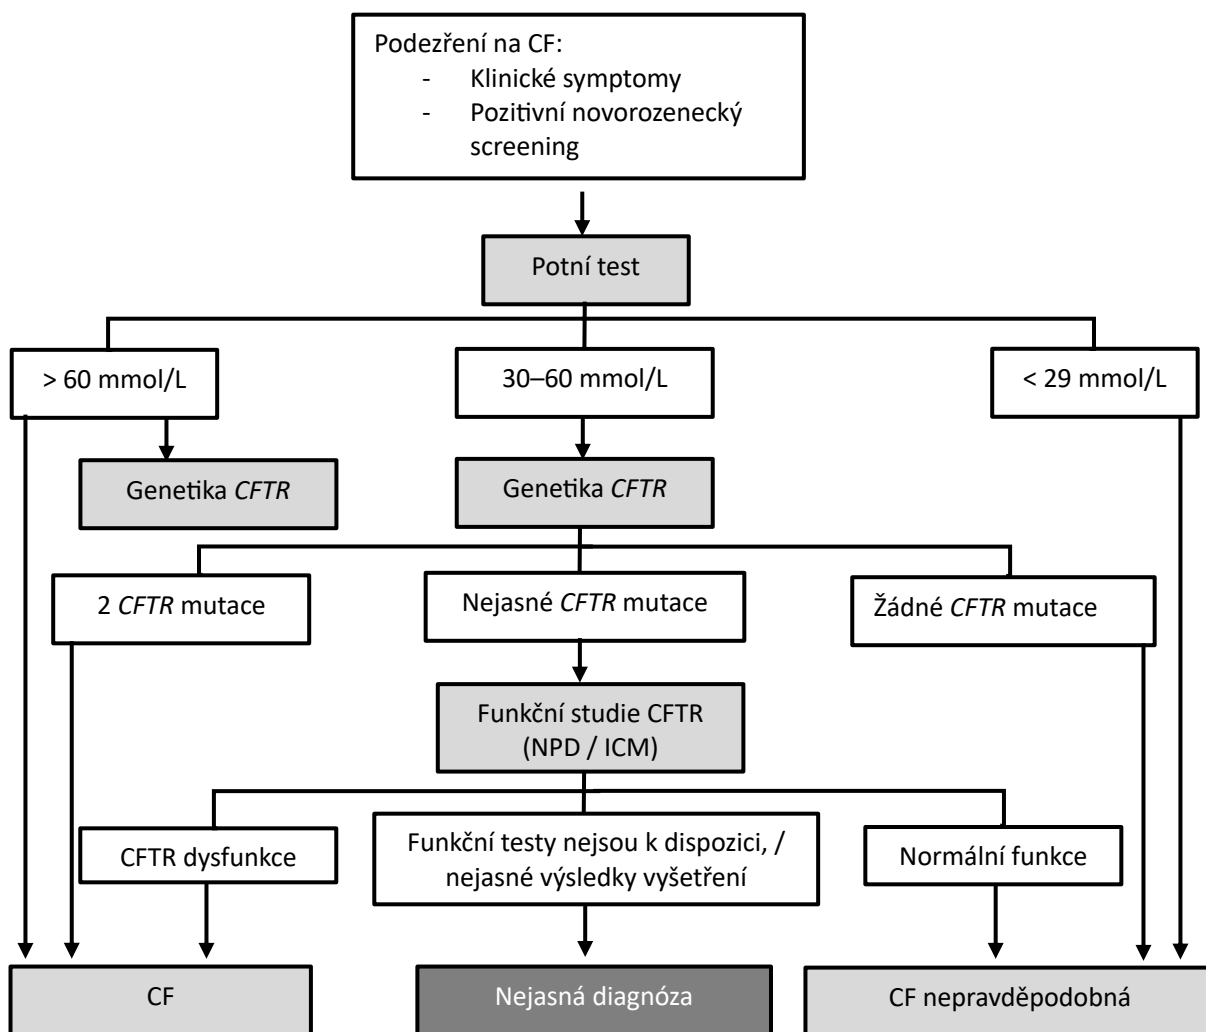 Podezření na CF:
- Klinické symptomy
- Pozitivní novorozenecký
screening
Potní test
> 60 mmol/L
30–60 mmol/L
< 29 mmol/L
Genetika CFTR
Genetika CFTR
2 CFTR mutace
Nejasné CFTR mutace
Žádné CFTR mutace
Funkční studie CFTR
(NPD / ICM)
CFTR dysfunkce
Funkční testy nejsou k dispozici, /
nejasné výsledky vyšetření
Normální funkce
CF
Nejasná diagnóza
CF nepravděpodobná